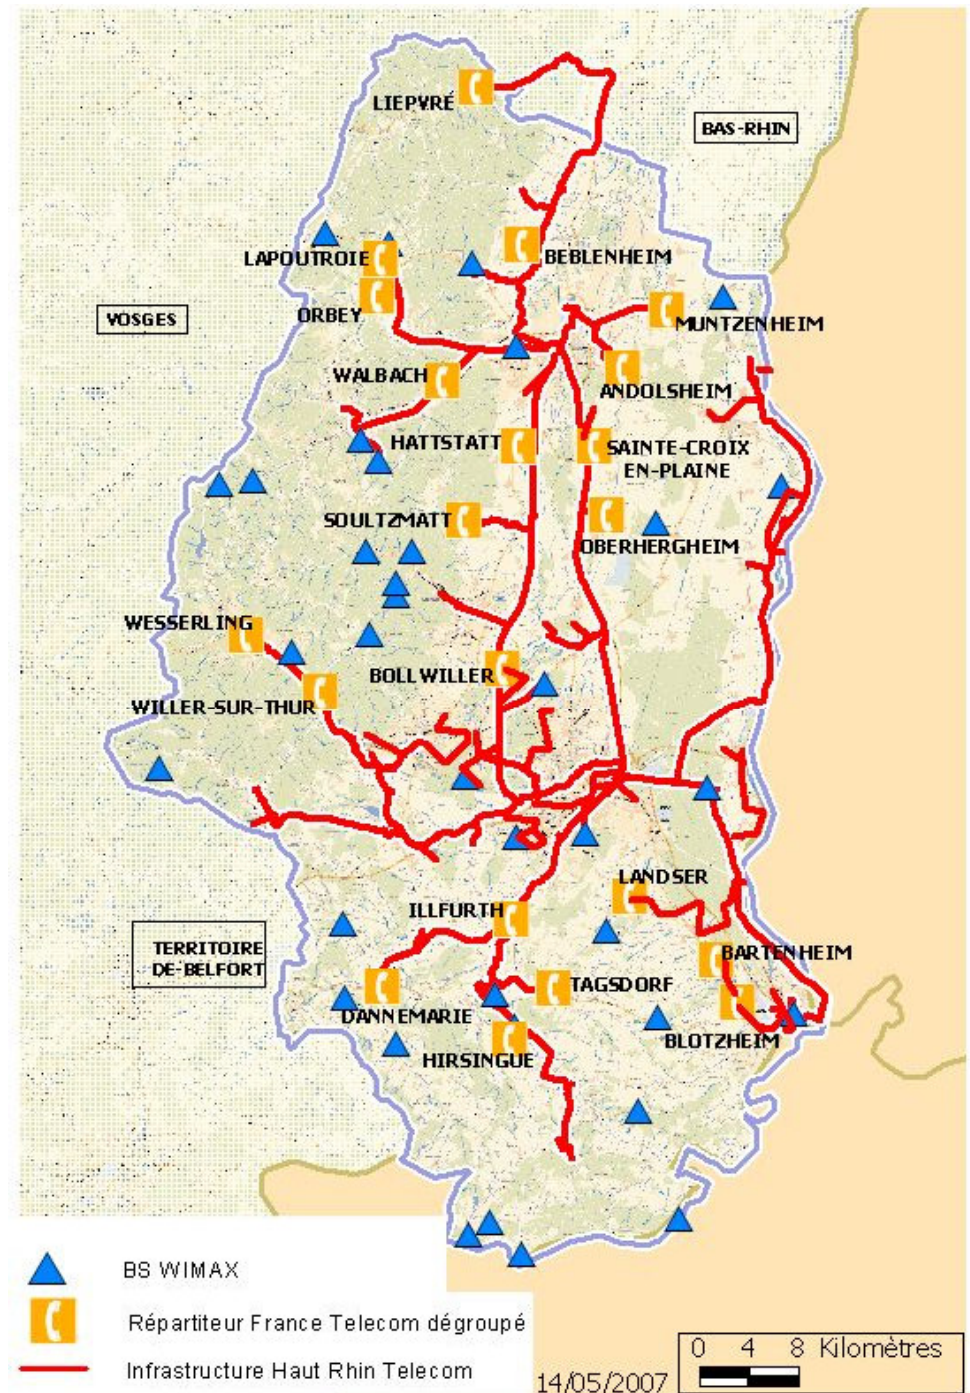 LIEPVRÉ
BAS-RHIN
LAPOUTROIE
BEBLENHEIM
VOSGES
ORBEY
MUNTZENHEIM
WALBACH
ANDOLSHEIM
HATTSTATT
SAINTE-CROIX
EN-PLAINE
SOULTZMATT
OBERHERGHEIM
WESSERLING
BOLLWILLER
WILLER-SUR-THUR
LANDSER
ILLFURTH
TERRITOIRE
DE-BELFORT
BARTENHEIM
TAGSDORF
DANNEMARIE
BLOTZHEIM
HIRSINGUE
BS WIMAX
Répartiteur France Telecom dégroupé
Infrastructure Haut Rhin Telecom
14/05/2007
0 4 8 Kilomètres